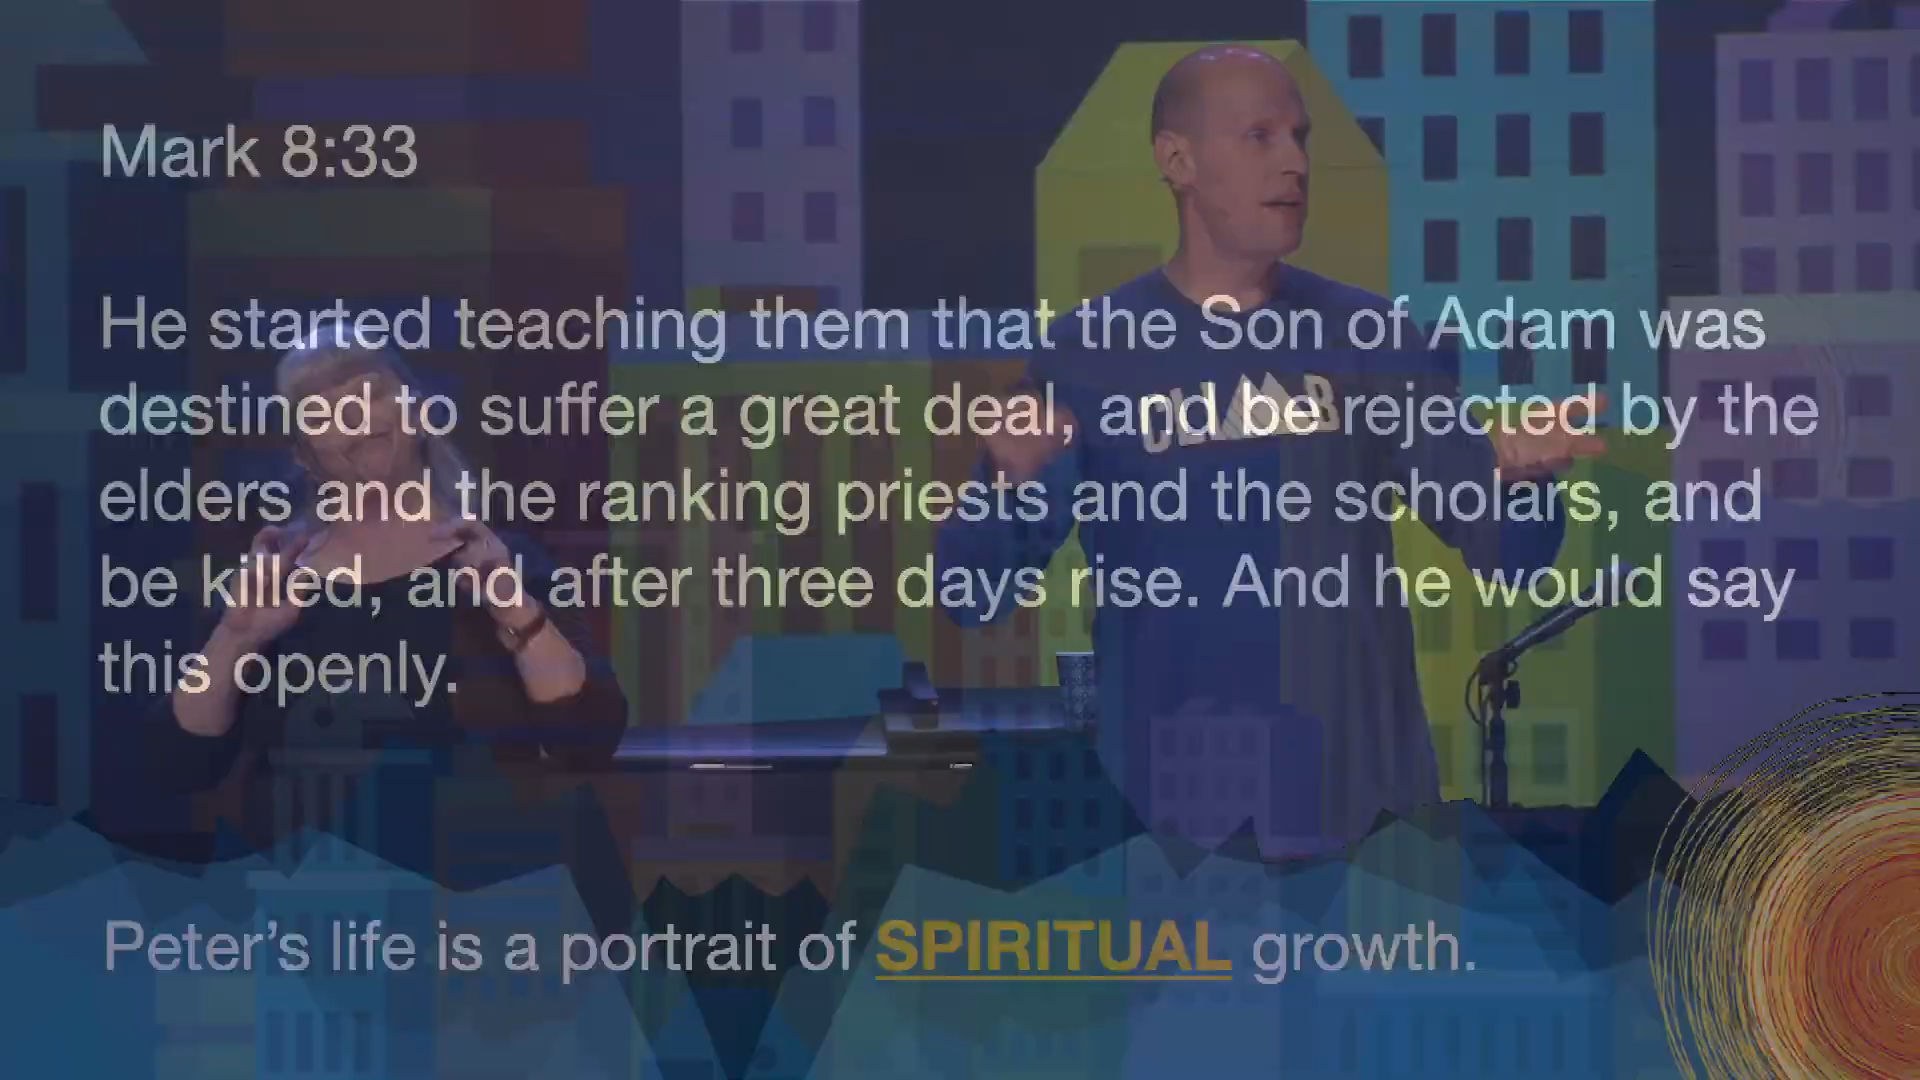 Mark 8:33
He started teaching them that the Son of Adam was
destined to suffer a great deal, and be rejected by the
elders and the ranking priests and the scholars, and
be killed, and after three days rise. And he would say
this openly.
CLIMB
Peter's life is a portrait of SPIRITUAL growth.